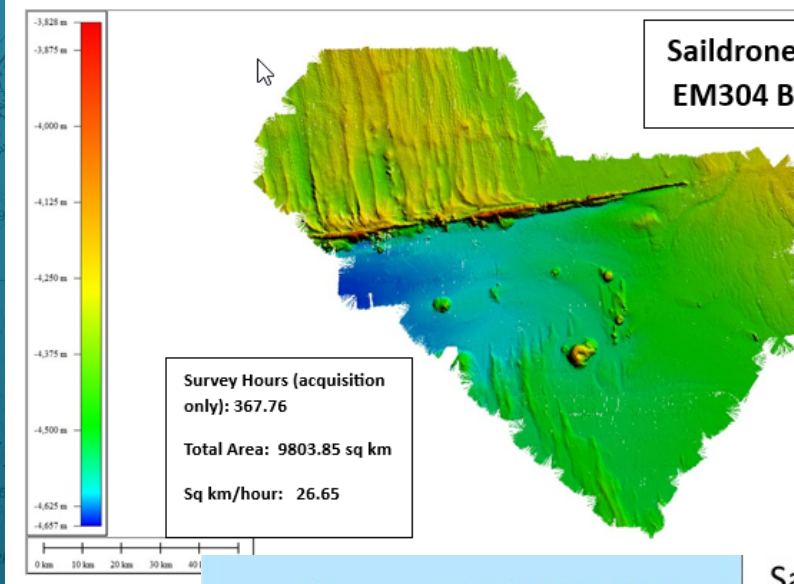 -3,828 m
-3,875 m
-4,000 m
-4,125 m
-4,250 m
-4,375 m
-4,500 m
-4,625 m
-4,657 m
Saildrone
EM304 B
Survey Hours (acquisition
only): 367.76
Total Area: 9803.85 sq km
Sq km/hour: 26.65
0 km 10 km 20 km 30 km
Sa